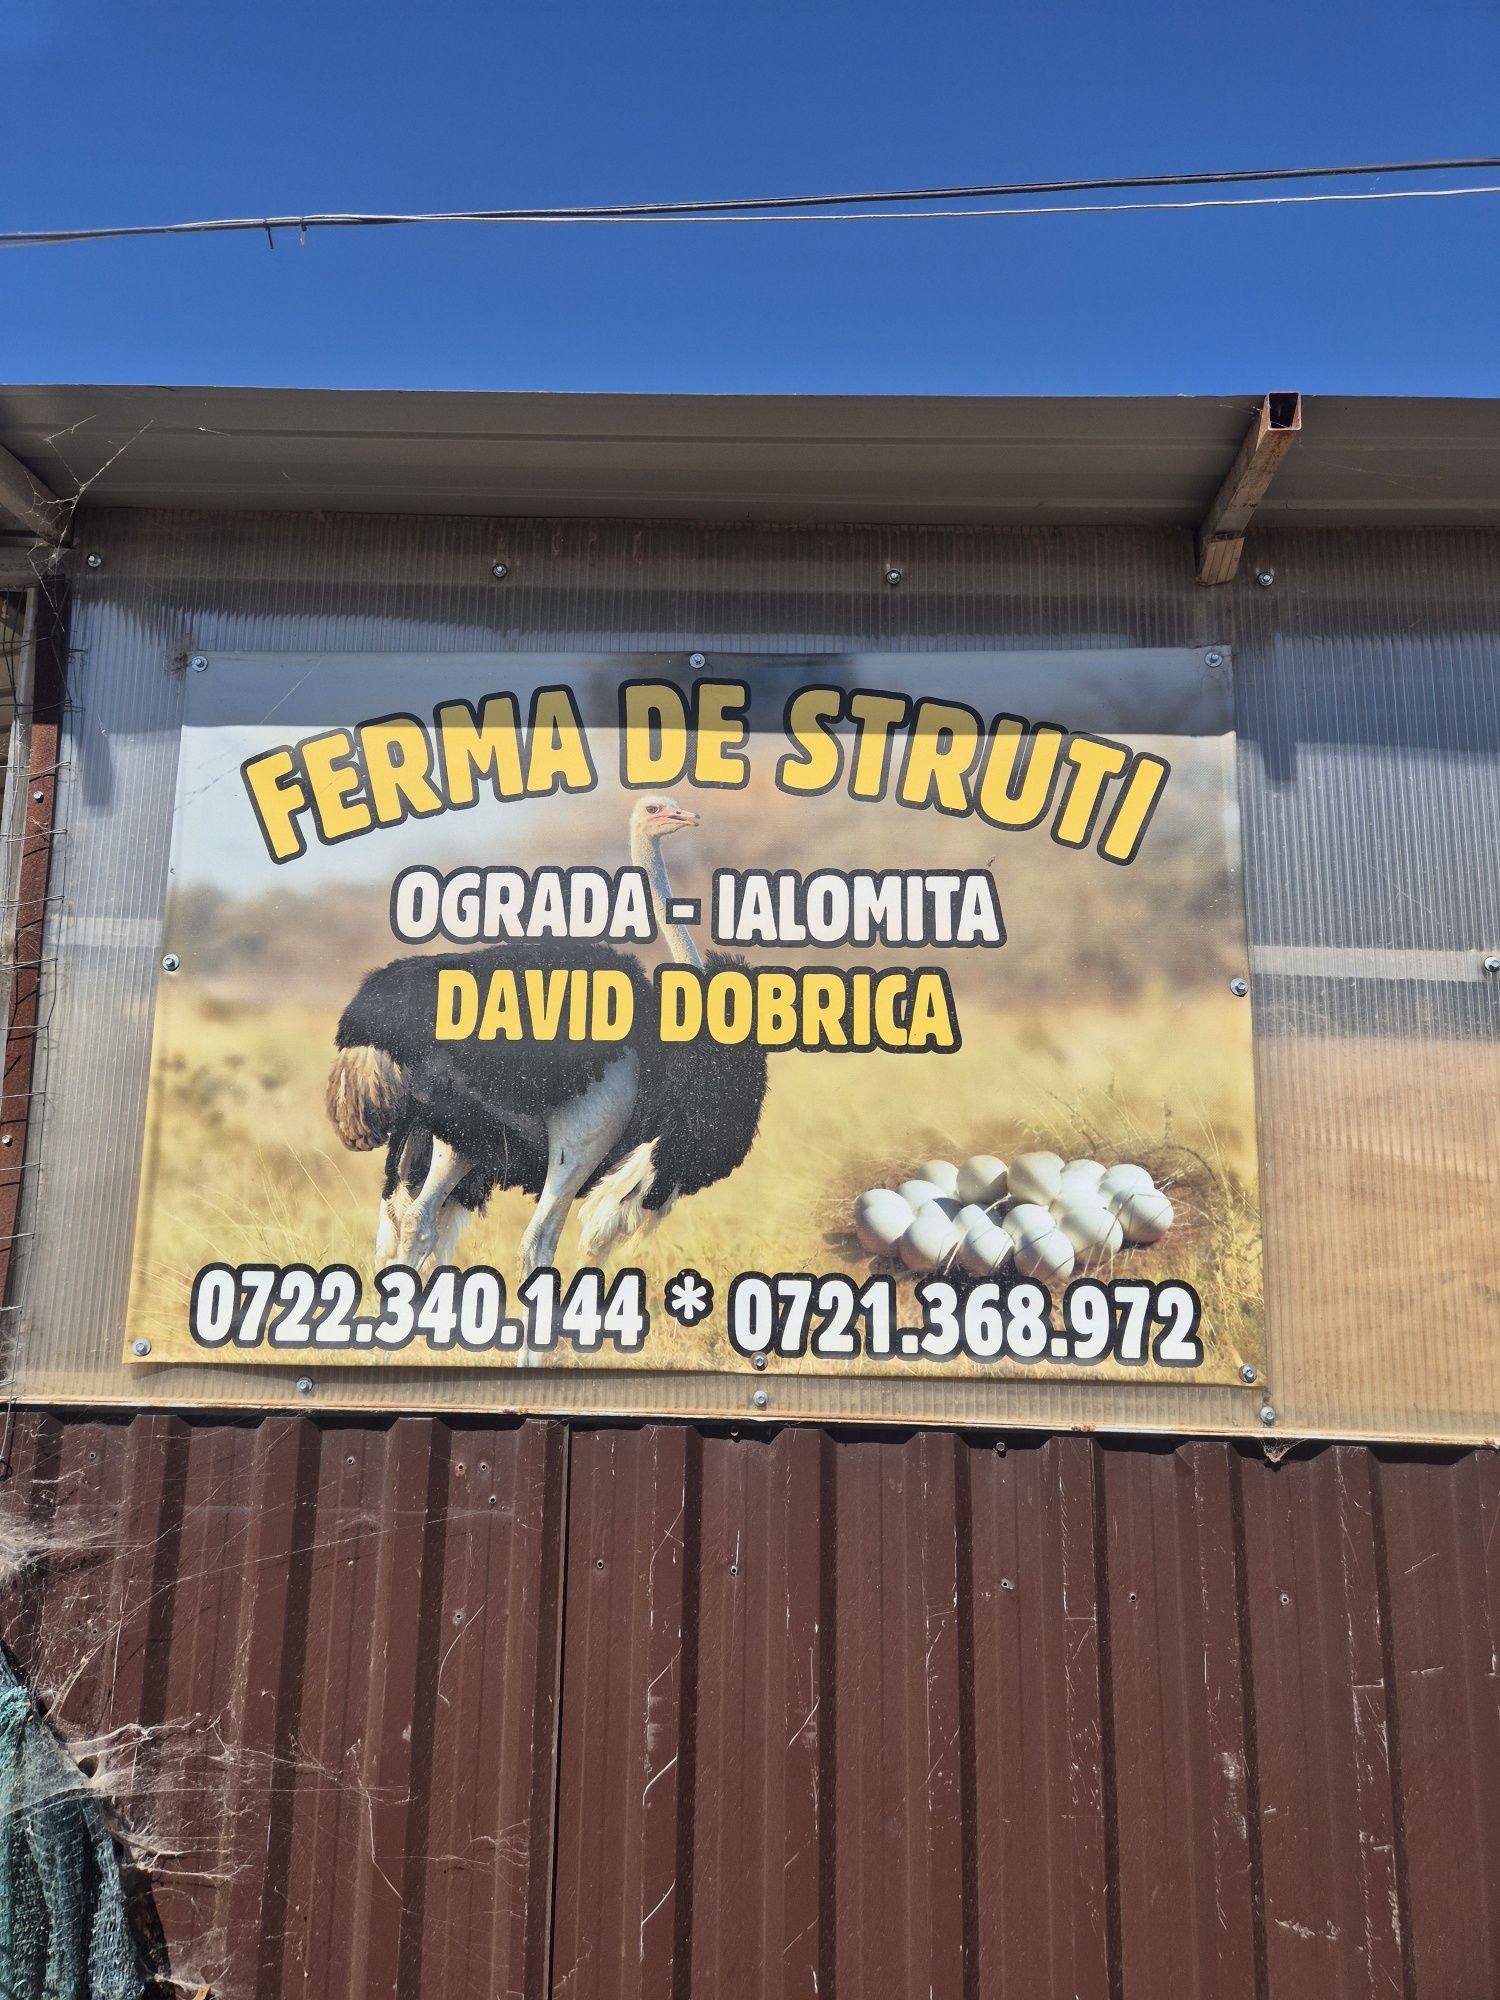 FERMA DE STRUTI
OGRADA - IALOMITA
DAVID DOBRICA
0722.340.144 * 0721.368.972